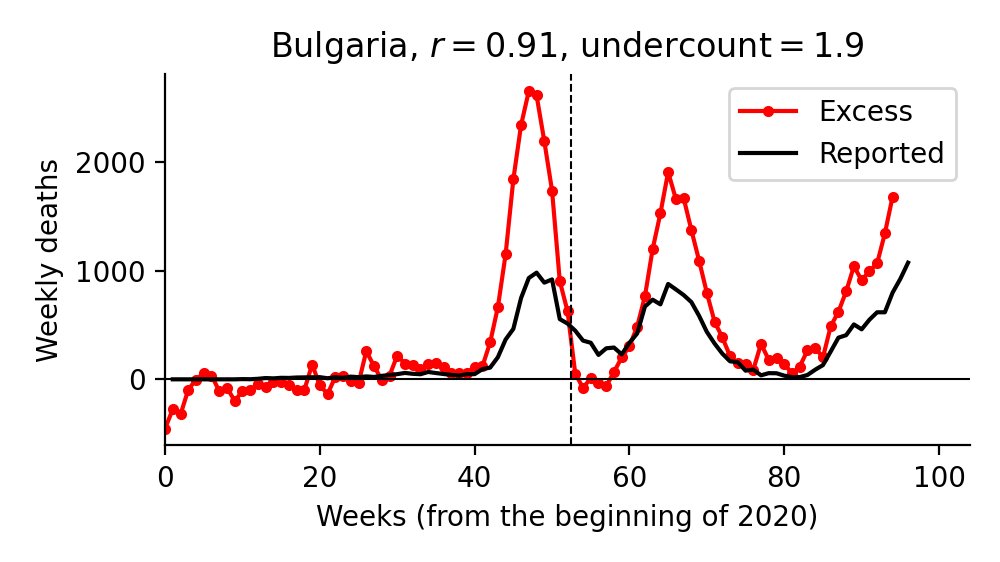 Bulgaria, r = 0.91, undercount = 1.9
Excess
Reported
Weekly deaths
2000
1000
0
0 20 40 60 80 100
Weeks (from the beginning of 2020)